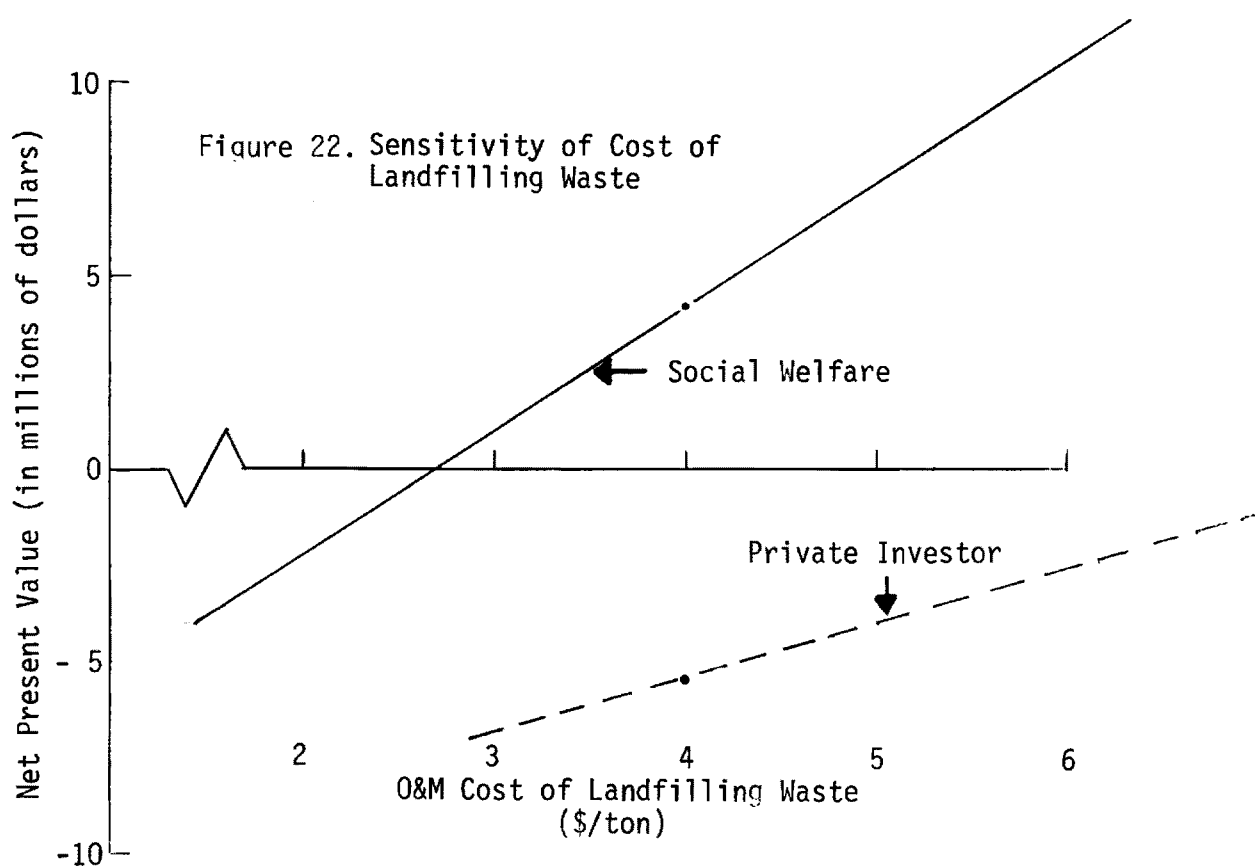 Net Present Value (in millions of dollars)
10
5
0
- 5
-10
Figure 22. Sensitivity of Cost of
Landfilling Waste
Social Welfare
Private Investor
2 3 4 5 6
O&M Cost of Landfilling Waste
($/ton)